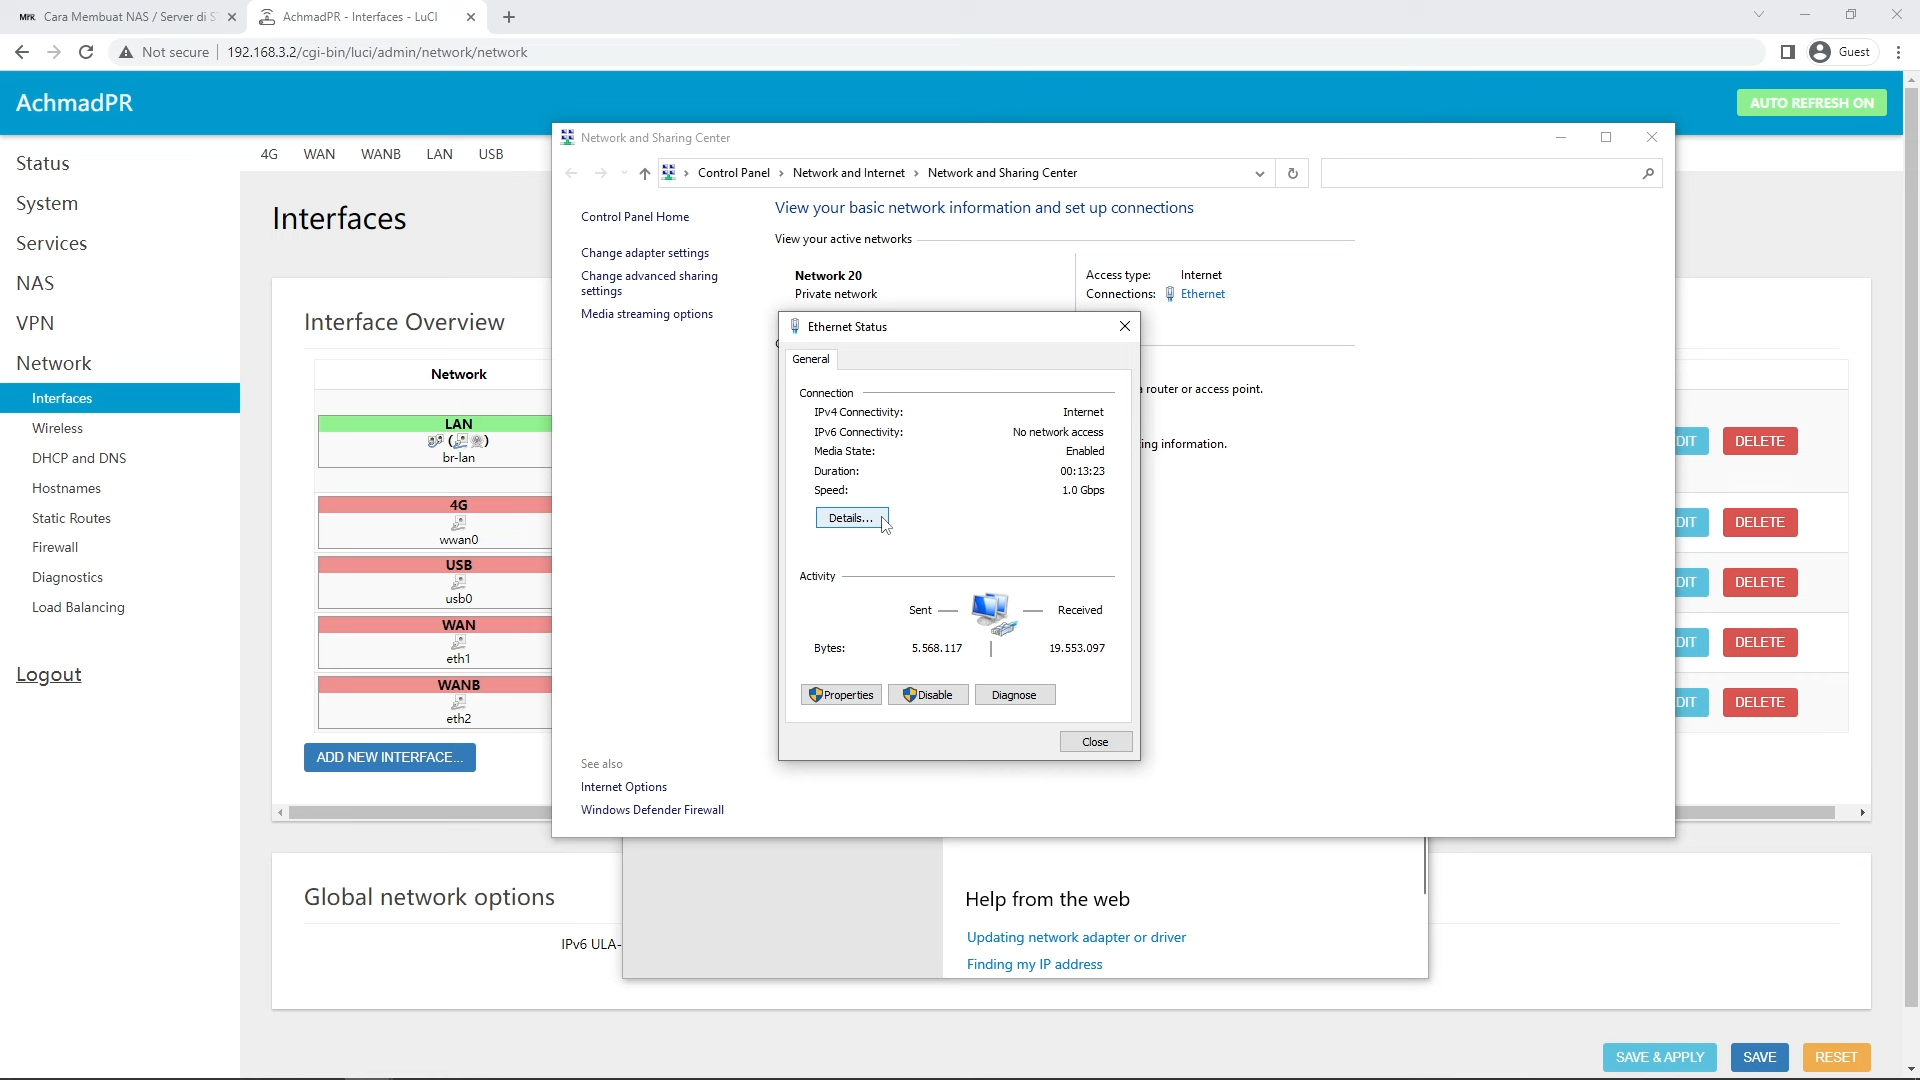 MFK Cara Membuat NAS / Server di S
AchmadPR - Interfaces - LuCI
Not secure
192.168.3.2/cgi-bin/luci/admin/network/network
Guest
AchmadPR
AUTO REFRESH ON
Status
System
Services
NAS
VPN
Network
Interfaces
Wireless
DHCP and DNS
Hostnames
Static Routes
Firewall
Diagnostics
Load Balancing
Logout
4G WAN WANB LAN USB
Interfaces
Interface Overview
Network
LAN
br-lan
4G
wwan0
USB
usb0
WAN
eth1
WANB
eth2
ADD NEW INTERFACE...
DIT DELETE
DIT DELETE
DIT DELETE
DIT DELETE
DIT DELETE
Global network options
IPv6 ULA-
SAVE & APPLY SAVE RESET
Network and Sharing Center
Control Panel › Network and Internet › Network and Sharing Center
Control Panel Home
Change adapter settings
Change advanced sharing
settings
Media streaming options
See also
Internet Options
Windows Defender Firewall
View your basic network information and set up connections
View your active networks
Network 20
Private network
Access type: Internet
Connections: Ethernet
router or access point.
ing information.
Ethernet Status
General
Connection
IPv4 Connectivity: Internet
IPv6 Connectivity: No network access
Media State: Enabled
Duration: 00:13:23
Speed: 1.0 Gbps
Details...
Activity
Sent — — Received
Bytes: 5.568.117 | 19.553.097
Properties Disable Diagnose
Close
Help from the web
Updating network adapter or driver
Finding my IP address